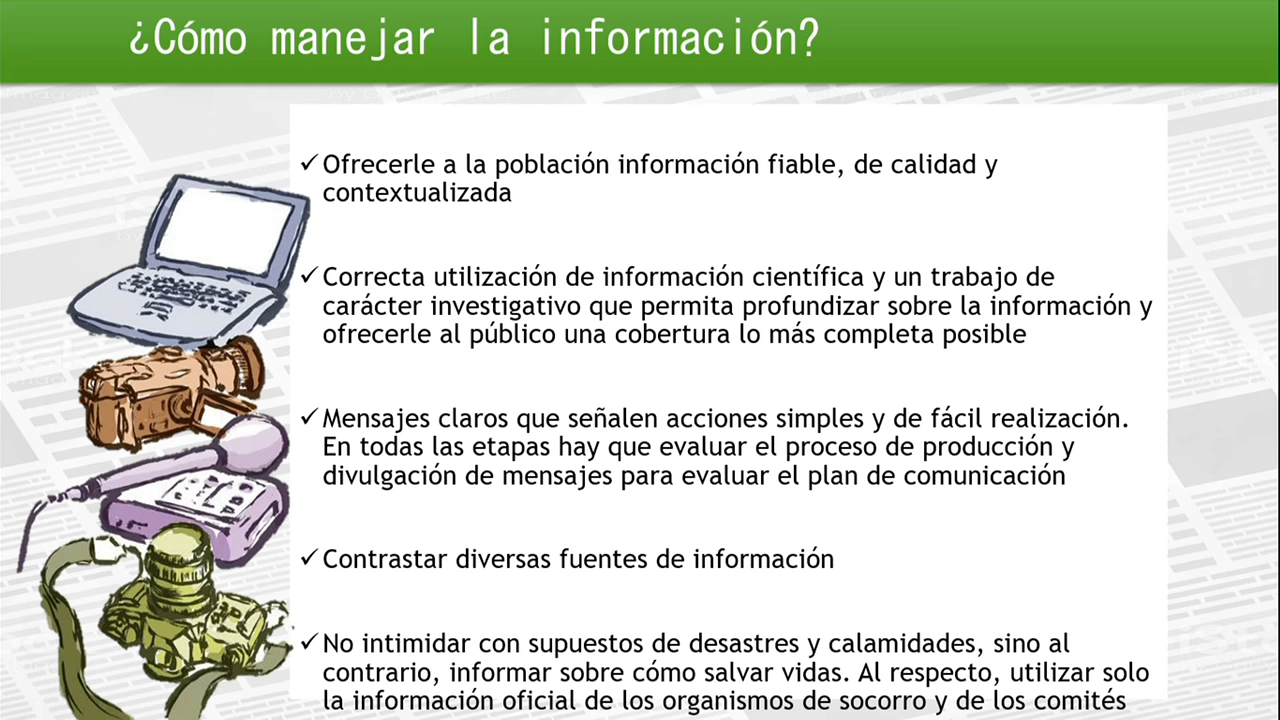 ¿Cómo manejar la información?
✓Ofrecerle a la población información fiable, de calidad y
contextualizada
✓Correcta utilización de información científica y un trabajo de
carácter investigativo que permita profundizar sobre la información y
ofrecerle al público una cobertura lo más completa posible
✓Mensajes claros que señalen acciones simples y de fácil realización.
En todas las etapas hay que evaluar el proceso de producción y
divulgación de mensajes para evaluar el plan de comunicación
✓Contrastar diversas fuentes de información
✓No intimidar con supuestos de desastres y calamidades, sino al
contrario, informar sobre cómo salvar vidas. Al respecto, utilizar solo
la información oficial de los organismos de socorro y de los comités